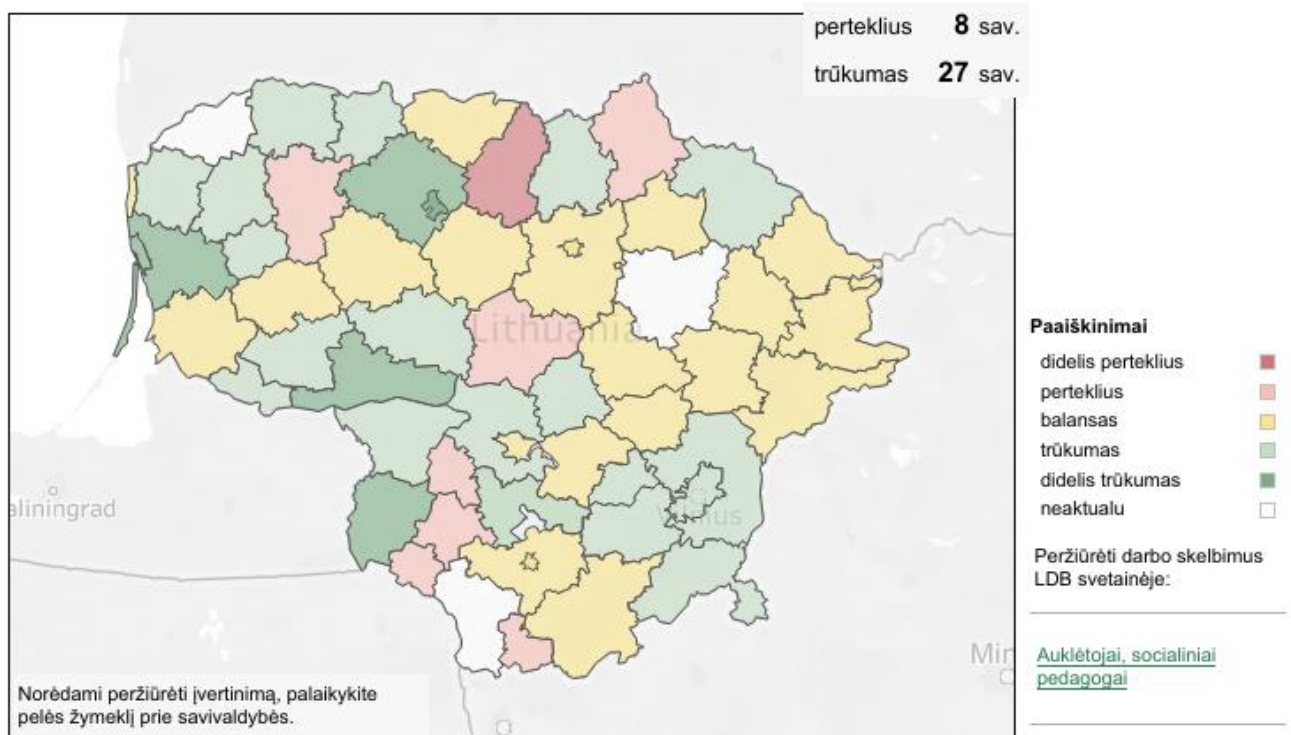 perteklius 8 sav.
trūkumas 27 sav.
Lithuania
Vilnius
aliningrad
Min
Norėdami peržiūrėti įvertinimą, palaikykite
pelės žymeklį prie savivaldybės.
Paaiškinimai
didelis perteklius
perteklius
balansas
trūkumas
didelis trūkumas
neaktualu
Peržiūrėti darbo skelbimus
LDB svetainėje:
Auklėtojai, socialiniai
pedagogai